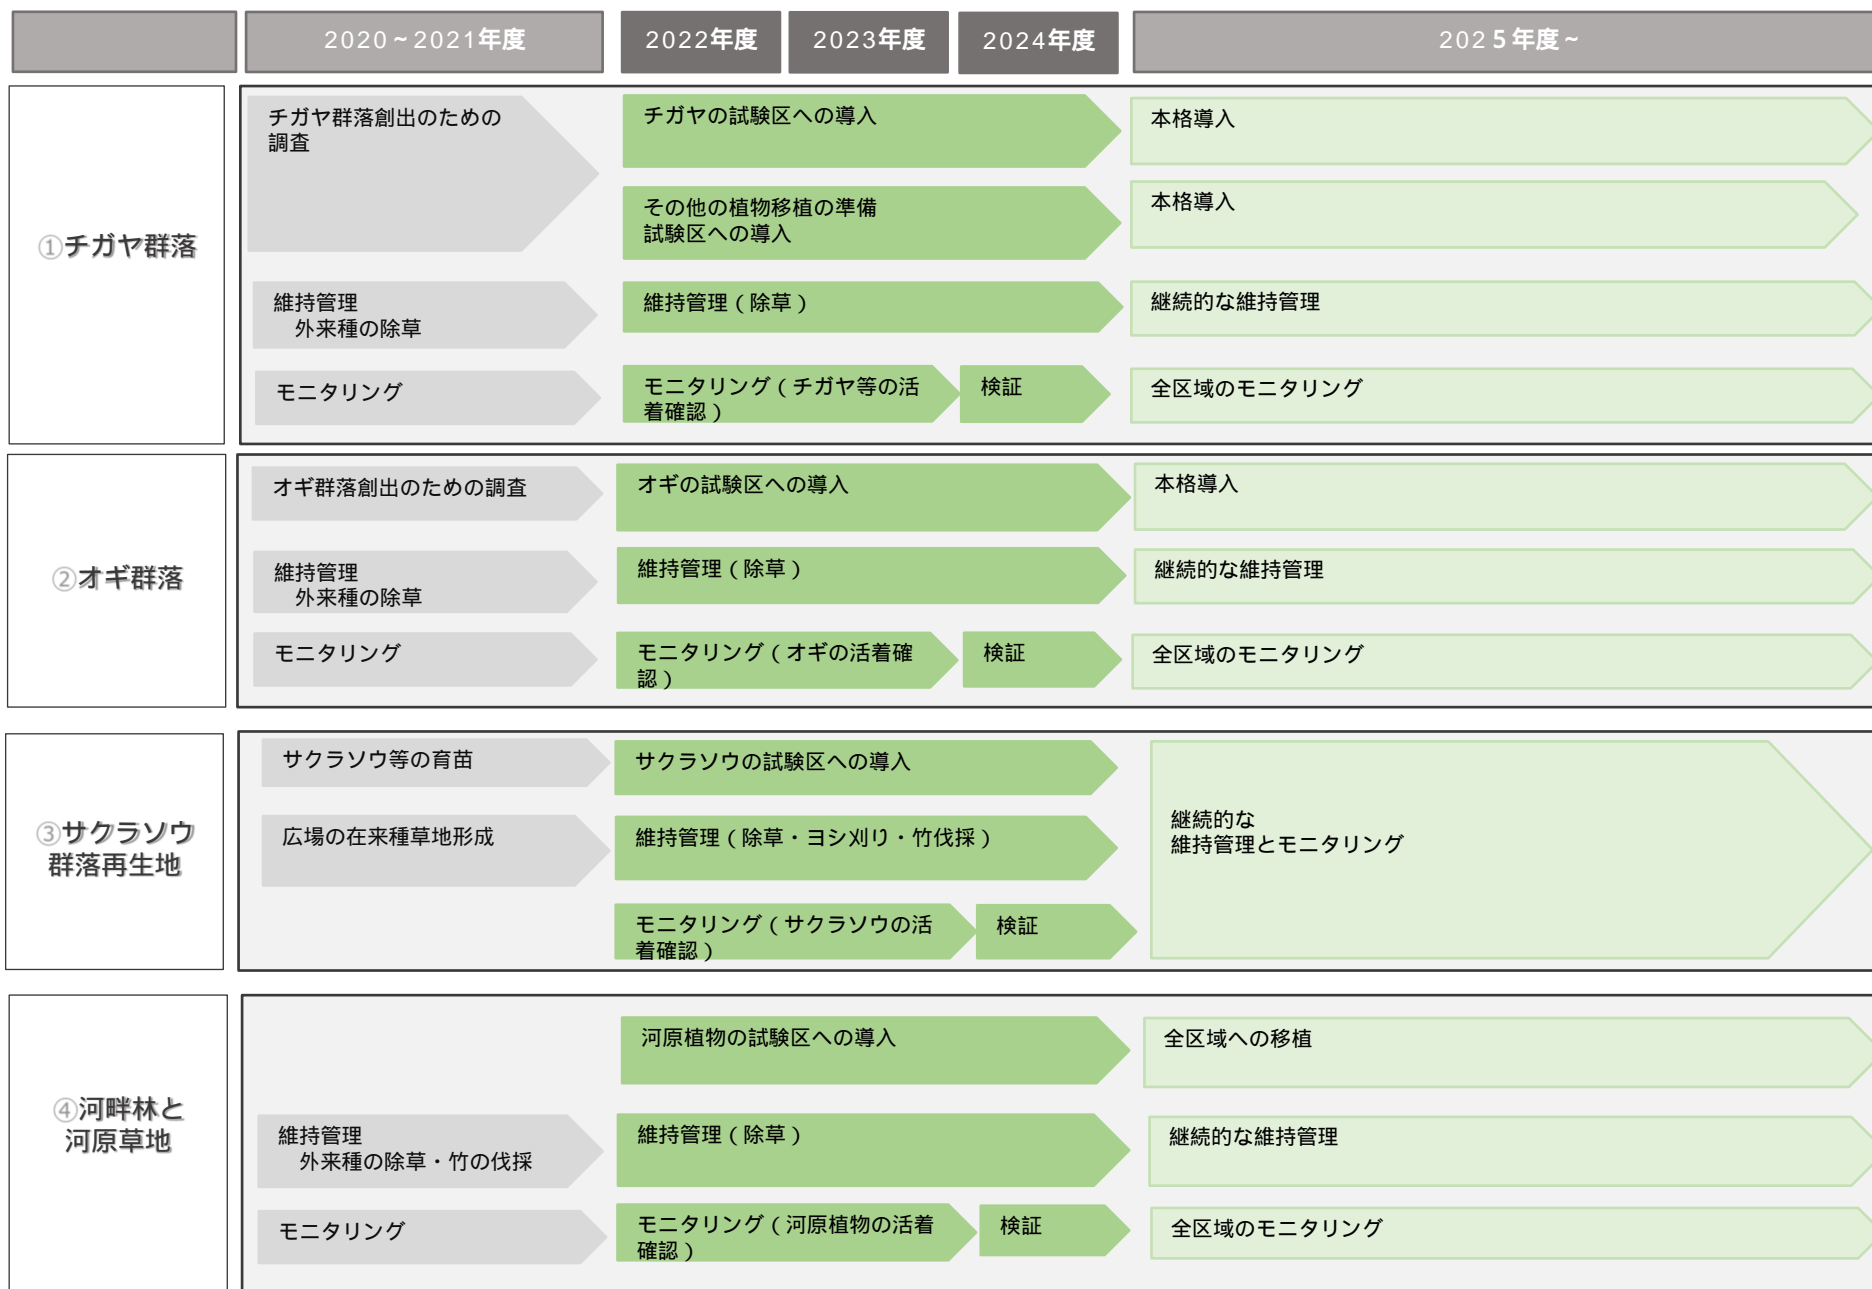 2020~2021年度
2022年度
2023年度
2024年度
2025年度~
①チガヤ群落
チガヤ群落創出のための
調査
チガヤの試験区への導入
本格導入
その他の植物移植の準備
試験区への導入
本格導入
維持管理
外来種の除草
維持管理(除草)
継続的な維持管理
モニタリング
モニタリング(チガヤ等の活
着確認)
検証
全区域のモニタリング
②オギ群落
オギ群落創出のための調査
オギの試験区への導入
本格導入
維持管理
外来種の除草
維持管理(除草)
継続的な維持管理
モニタリング
モニタリング(オギの活着確
認)
検証
全区域のモニタリング
③サクラソウ
群落再生地
サクラソウ等の育苗
サクラソウの試験区への導入
広場の在来種草地形成
維持管理(除草・ヨシ刈り・竹伐採)
モニタリング(サクラソウの活
着確認)
検証
継続的な
維持管理とモニタリング
④河畔林と
河原草地
河原植物の試験区への導入
全区域への移植
維持管理
外来種の除草・竹の伐採
維持管理(除草)
継続的な維持管理
モニタリング
モニタリング(河原植物の活着
確認)
検証
全区域のモニタリング